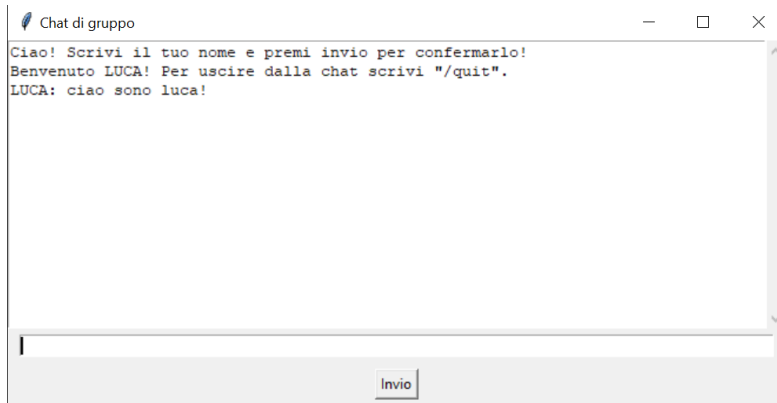 Chat di gruppo
Ciao! Scrivi il tuo nome e premi invio per confermarlo!
Benvenuto LUCA! Per uscire dalla chat scrivi "/quit".
LUCA: ciao sono luca!
Invio